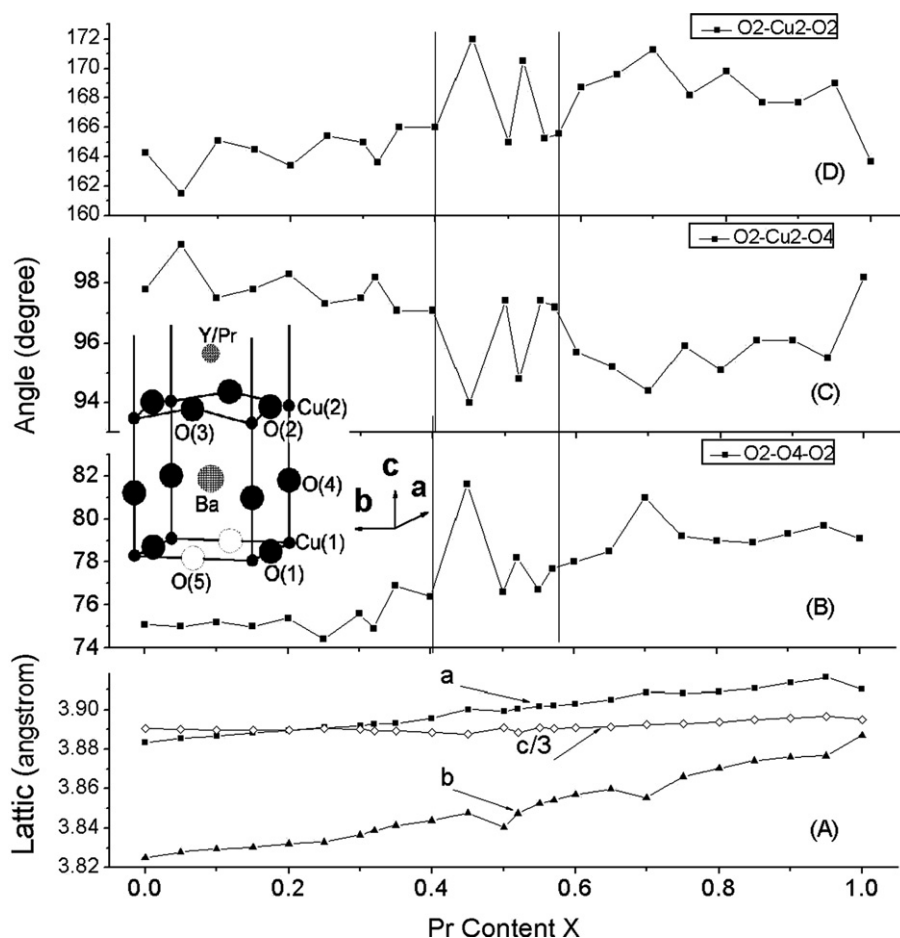 O2-Cu2-O2
172
170
168
166
164
162
160
(D)
O2-Cu2-O4
98
96
94
93
(C)
Angle (degree)
Y/Pr
Cu(2)
O(3)
O(2)
Ba
O(4)
Cu(1)
O(5)
O(1)
c
b
a
O2-O4-O2
82
80
79
78
76
75
74
(B)
Lattic (angstrom)
3.90
3.88
3.86
3.84
3.82
a
c/3
b
(A)
0.0 0.2 0.4 0.6 0.8 1.0
Pr Content X